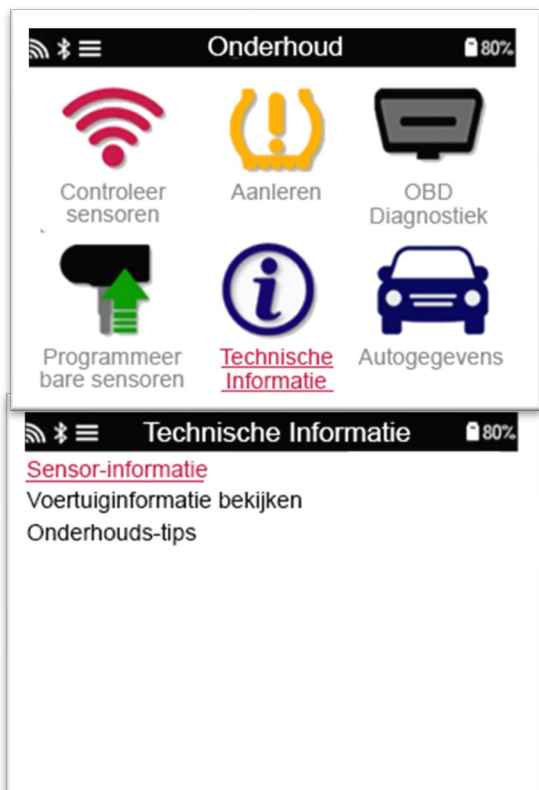 Onderhoud
80%
Controleer
sensoren
Aanleren
OBD
Diagnostiek
Programmeer
bare sensoren
Technische
Informatie
Autogegevens
Technische Informatie
80%
Sensor-informatie
Voertuiginformatie bekijken
Onderhouds-tips